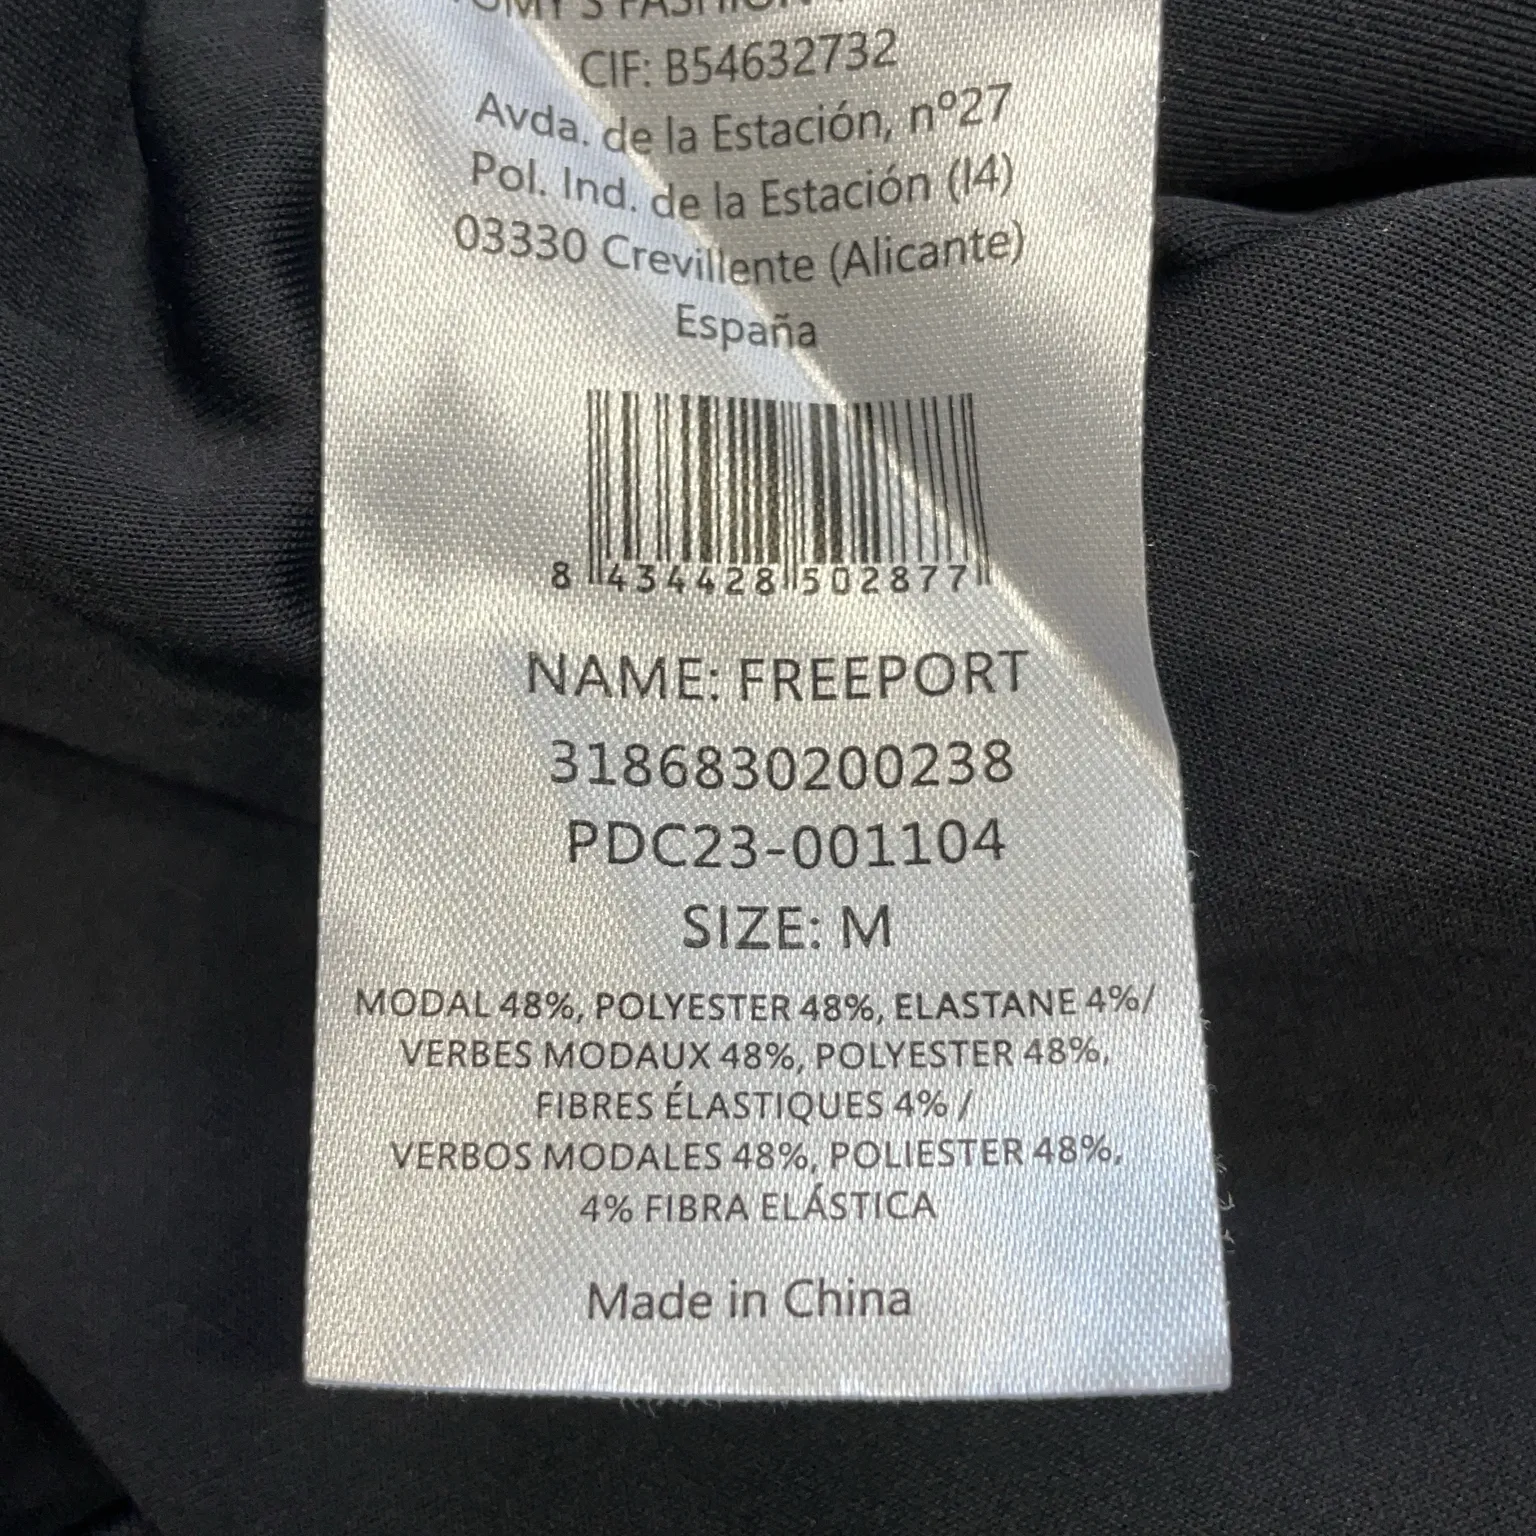 FASHION
CIF: B54632732
Avda. de la Estación, nº27
Pol. Ind. de la Estación (I4)
03330 Crevillente (Alicante)
España
8 434428 502877
NAME: FREEPORT
3186830200238
PDC23-001104
SIZE: M
MODAL 48%, POLYESTER 48%, ELASTANE 4%/
VERBES MODAUX 48%, POLYESTER 48%,
FIBRES ÉLASTIQUES 4% /
VERBOS MODALES 48%, POLIESTER 48%,
4% FIBRA ELÁSTICA
Made in China